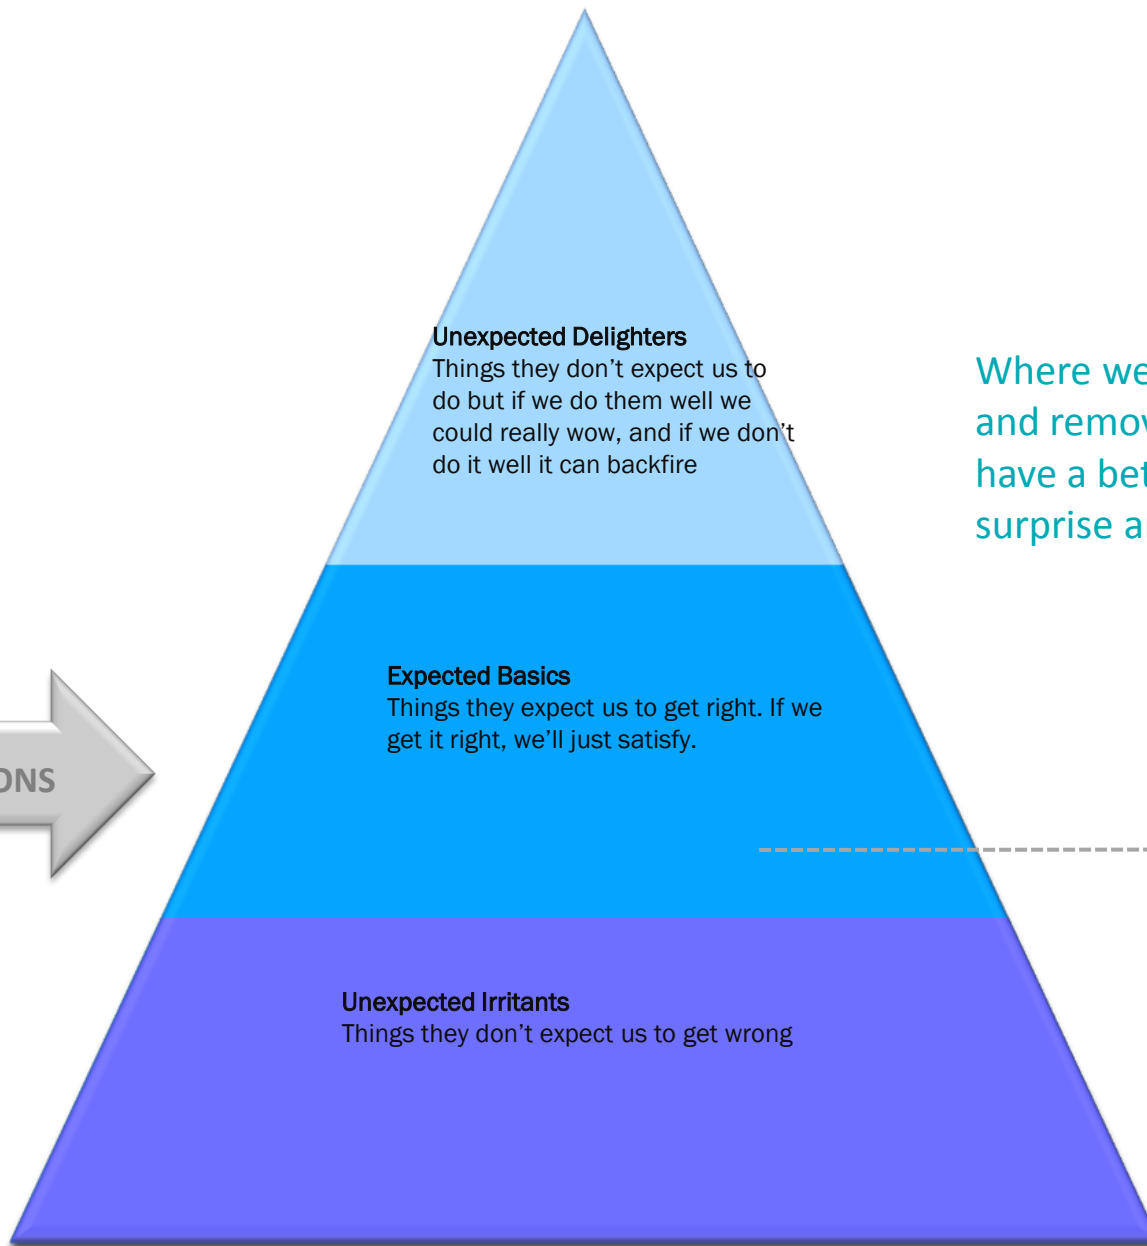 Unexpected Delighters
Things they don’t expect us to
do but if we do them well we
could really wow, and if we don’t
do it well it can backfire
Where we
and remov
have a bet
surprise a
Expected Basics
Things they expect us to get right. If we
get it right, we’ll just satisfy.
ONS
Unexpected Irritants
Things they don’t expect us to get wrong